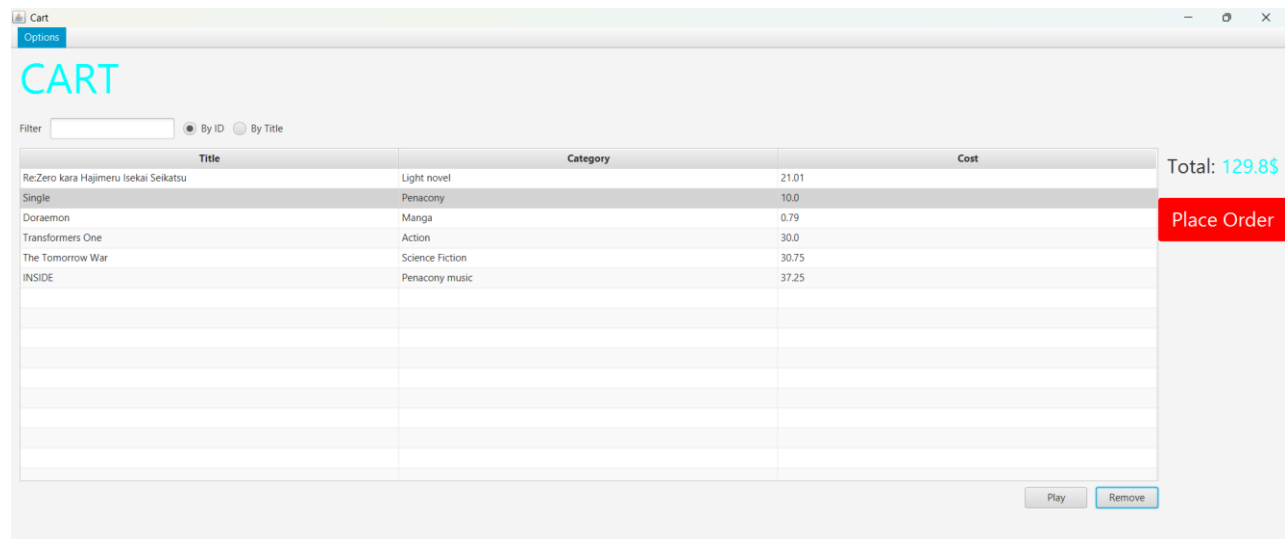 Cart
Options
CART
Filter By ID By Title
Title Category Cost
Re:Zero kara Hajimeru Isekai Seikatsu Light novel 21.01
Single Penacony 10.0
Doraemon Manga 0.79
Transformers One Action 30.0
The Tomorrow War Science Fiction 30.75
INSIDE Penacony music 37.25
Total: 129.8$
Place Order
Play Remove